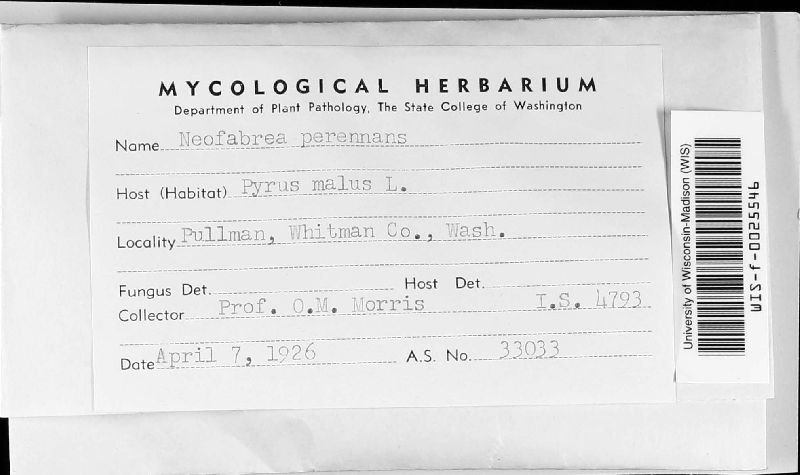 MYCOLOGICAL HERBARIUM
Department of Plant Pathology, The State College of Washington
Name Neofabrea perennans
Host (Habitat) Pyrus malus L.
Locality Pullman, Whitman Co., Wash.
Fungus Det. Host Det.
Collector Prof. O.M. Morris I.S. 4793
Date April 7, 1926 A.S. No. 33033
University of Wisconsin-Madison (WIS)
WIS-f-0025546